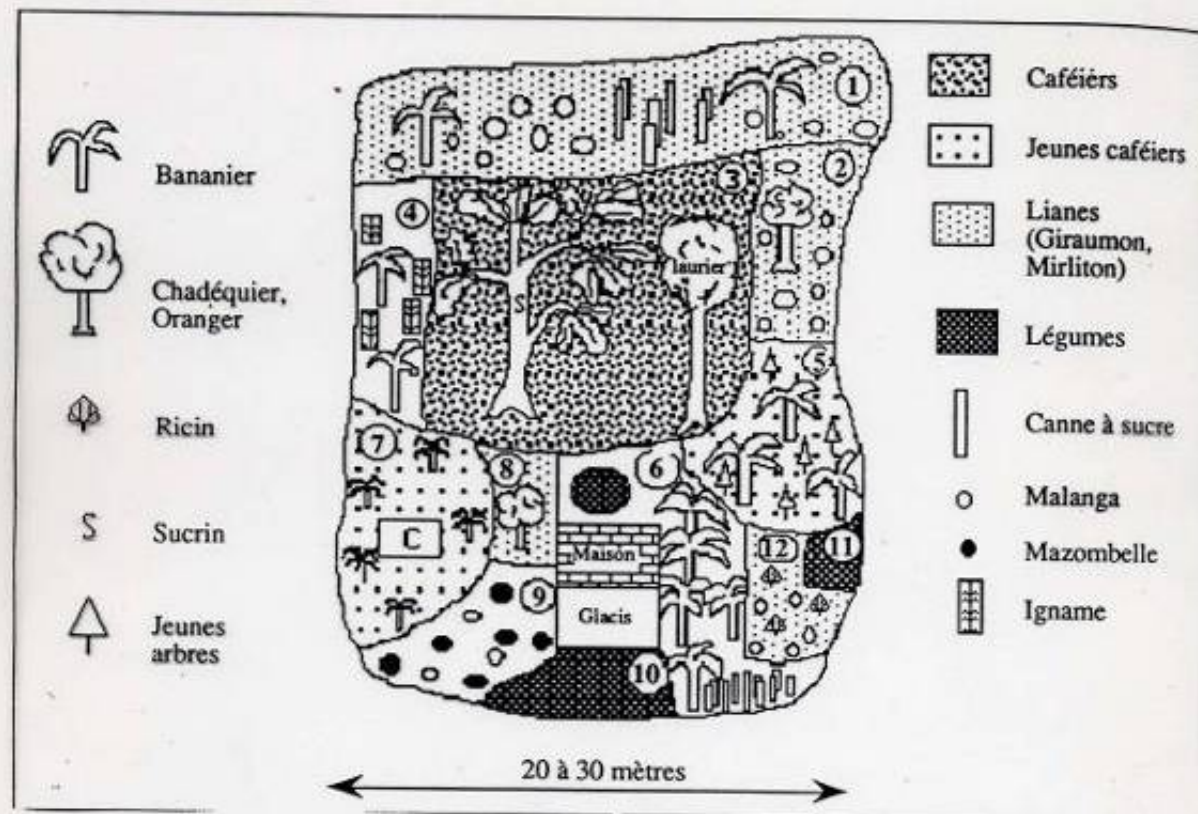 Bananier
Chadéquier,
Oranger
Ricin
S
Sucrin
Jeunes
arbres
1
2
3
4
laurier
S
S
5
7
8
6
C
Maison
12
11
9
Glacis
10
20 à 30 mètres
Caféiérs
Jeunes caféiers
Lianes
(Giraumon,
Mirliton)
Légumes
Canne à sucre
Malanga
Mazombelle
Igname